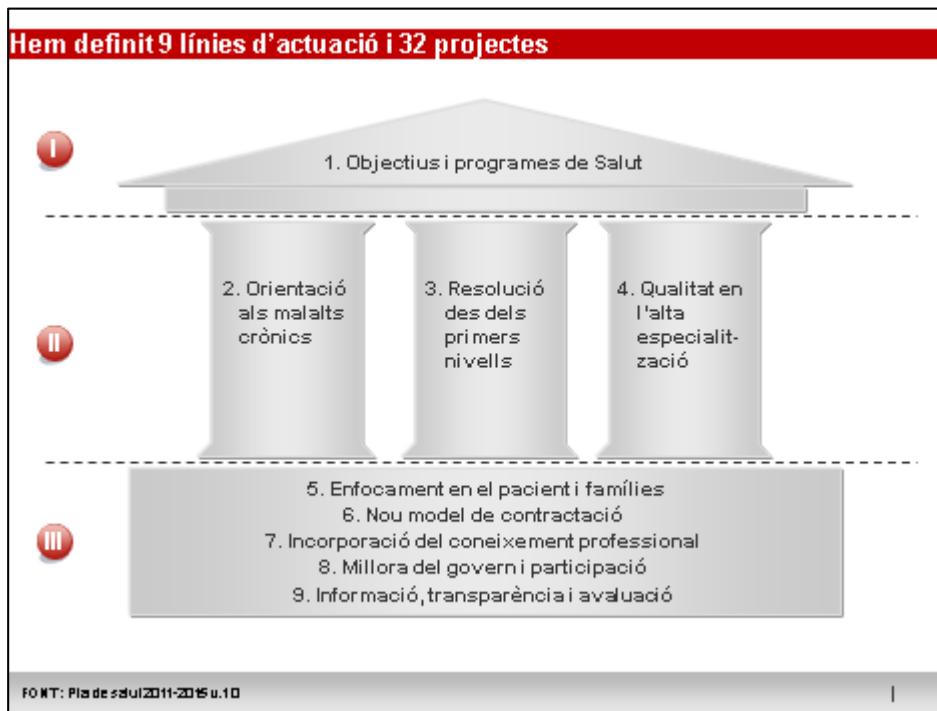 Hem definit 9 línies d'actuació i 32 projectes
I
1. Objectius i programes de Salut
II
2. Orientació
als malalts
crònics
3. Resolució
des dels
primers
nivells
4. Qualitat en
l'alta
especialit-
zació
III
5. Enfocament en el pacient i famílies
6. Nou model de contractació
7. Incorporació del coneixement professional
8. Millora del govern i participació
9. Informació, transparència i avaluació
FONT: Pla de salut 2011-2015 v.10